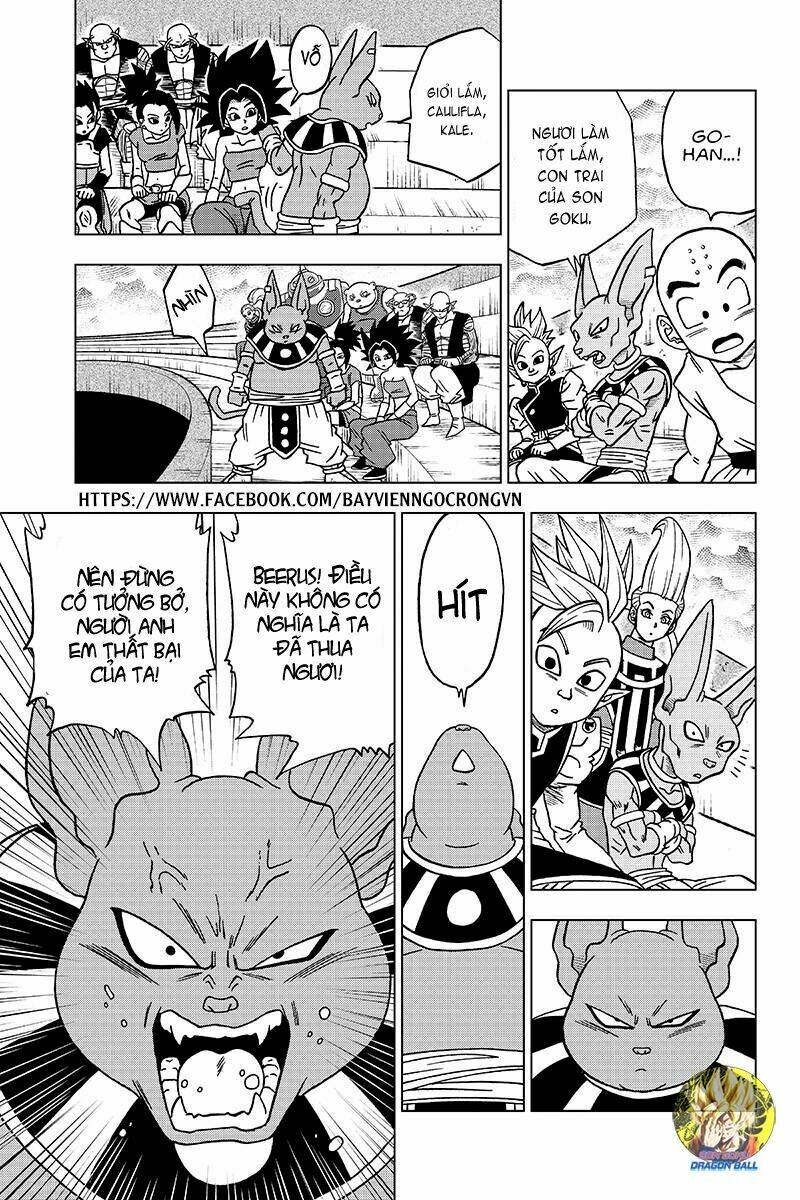 GO-
HAN...!
NGƯƠI LÀM
TỐT LẮM,
CON TRAI
CỦA SON
GOKU.
VỖ
GIỎI LẮM,
CAULIFLA,
KALE.
NHÌN
HTTPS://WWW.FACEBOOK.COM/BAYVIENNGOCRONGVN
HÍT
BEERUS! ĐIỀU
NÀY KHÔNG CÓ
NGHĨA LÀ TA
ĐÃ THUA
NGƯƠI!
NÊN ĐỪNG
CÓ TƯỞNG BỞ,
NGƯỜI ANH
EM THẤT BẠI
CỦA TA!
DRAGON BALL